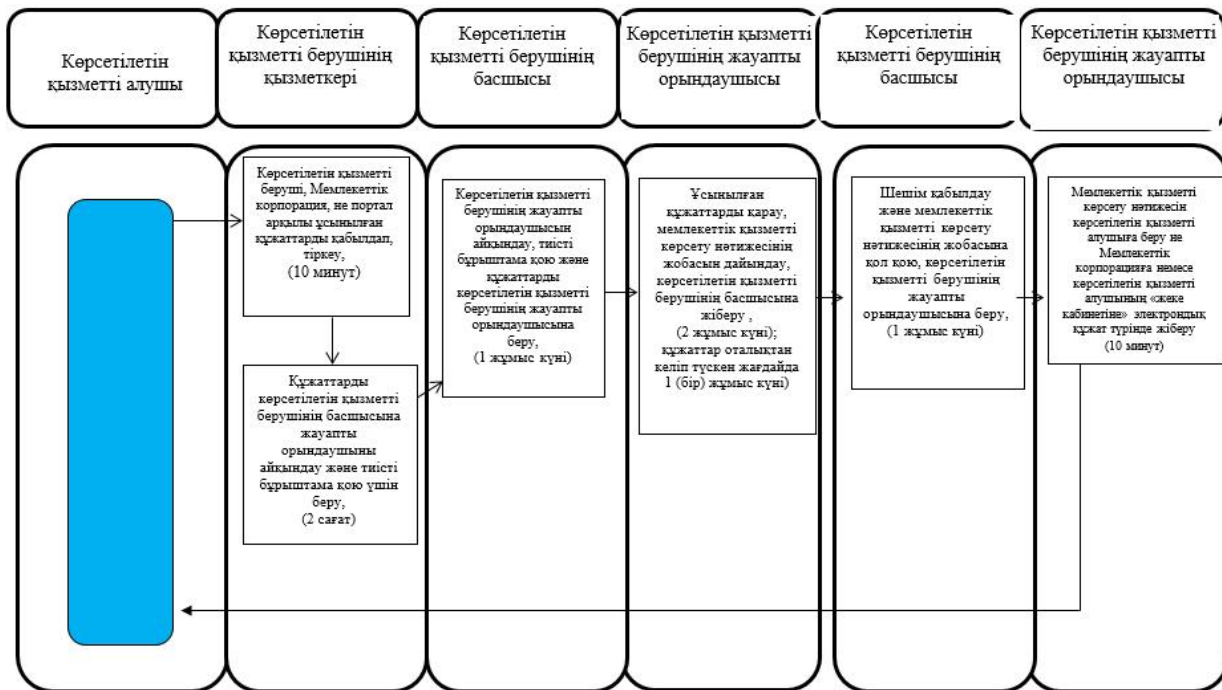 Көрсетілетін
қызметті алушы
Көрсетілетін
қызметті берушінің
қызметкері
Көрсетілетін
қызметті берушінің
басшысы
Көрсетілетін қызметті
берушінің жауапты
орындаушысы
Көрсетілетін
қызметті берушінің
басшысы
Көрсетілетін қызметті
берушінің жауапты
орындаушысы
Көрсетілетін қызметті
беруші, Мемлекеттік
корпорация, не портал
арқылы ұсынылған
құжаттарды қабылдап,
тіркеу,
(10 минут)
Құжаттарды
көрсетілетін қызметті
берушінің басшысына
жауапты
орындаушыны
айқындау және тиісті
бұрыштама қою үшін
беру,
(2 сағат)
Көрсетілетін қызметті
берушінің жауапты
орындаушысын
айқындау, тиісті
бұрыштама қою және
құжаттарды
көрсетілетін қызметті
берушінің жауапты
орындаушысына
беру,
(1 жұмыс күні)
Ұсынылған
құжаттарды қарау,
мемлекеттік қызметті
көрсету нәтижесінің
жобасын дайындау,
көрсетілетін қызметті
берушінің басшысына
жіберу ,
(2 жұмыс күні);
құжаттар оталықтан
келіп түскен жағдайда
1 (бір) жұмыс күні)
Шешім қабылдау
және мемлекеттік
қызметті көрсету
нәтижесінің жобасына
қол қою, көрсетілетін
қызметті берушінің
жауапты
орындаушысына беру,
(1 жұмыс күні)
Мемлекеттік қызметті
көрсету нәтижесін
көрсетілетін қызметті
алушыға беру не
Мемлекеттік
корпорацияға немесе
көрсетілетін қызметті
алушының «жеке
кабинетіне» электрондық
құжат түрінде жіберу
(10 минут)